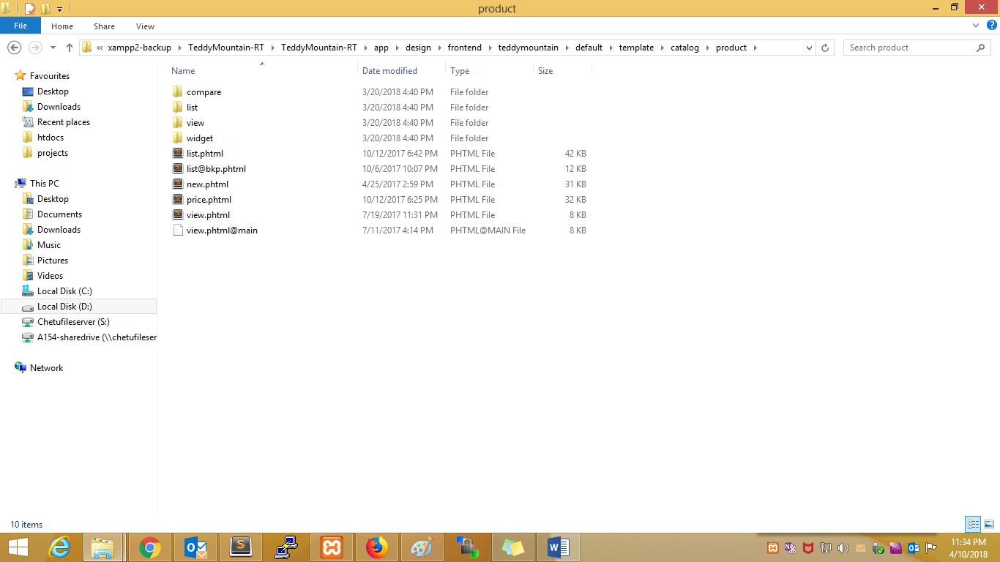 product
File Home Share View
« xampp2-backup TeddyMountain-RT TeddyMountain-RT app design frontend teddymountain default template catalog product Search product
Name Date modified Type Size
Favourites
Desktop
Downloads
Recent places
htdocs
projects
This PC
Desktop
Documents
Downloads
Music
Pictures
Videos
Local Disk (C:)
Local Disk (D:)
Chetufileserver (S:)
A154-sharedrive (\\chetufileser
Network
compare 3/20/2018 4:40 PM File folder
list 3/20/2018 4:40 PM File folder
view 3/20/2018 4:40 PM File folder
widget 3/20/2018 4:40 PM File folder
list.phtml 10/12/2017 6:42 PM PHTML File 42 KB
list@bkp.phtml 10/6/2017 10:07 PM PHTML File 12 KB
new.phtml 4/25/2017 2:59 PM PHTML File 31 KB
price.phtml 10/12/2017 6:25 PM PHTML File 32 KB
view.phtml 7/19/2017 11:31 PM PHTML File 8 KB
view.phtml@main 7/11/2017 4:14 PM PHTML@MAIN File 8 KB
10 items
11:34 PM
4/10/2018